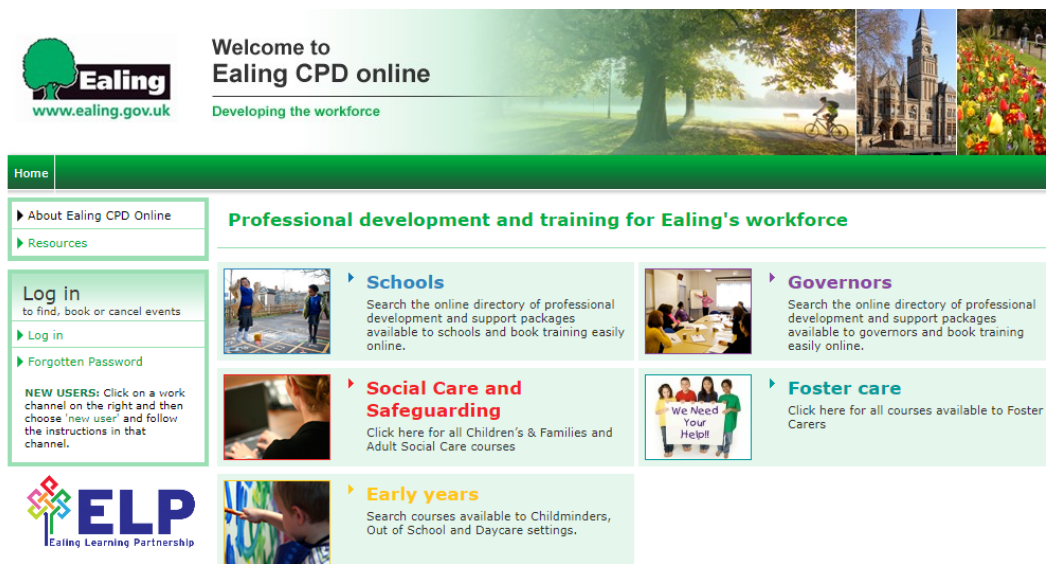 Ealing
www.ealing.gov.uk
Welcome to
Ealing CPD online
Developing the workforce
Home
About Ealing CPD Online
Resources
Log in
to find, book or cancel events
Log in
Forgotten Password
NEW USERS: Click on a work
channel on the right and then
choose 'new user' and follow
the instructions in that
channel.
ELP
Ealing Learning Partnership
Professional development and training for Ealing's workforce
Schools
Search the online directory of professional
development and support packages
available to schools and book training easily
online.
Governors
Search the online directory of professional
development and support packages
available to governors and book training
easily online.
Social Care and
Safeguarding
Click here for all Children's & Families and
Adult Social Care courses
We Need
Your
Help!!
Foster care
Click here for all courses available to Foster
Carers
Early years
Search courses available to Childminders,
Out of School and Daycare settings.